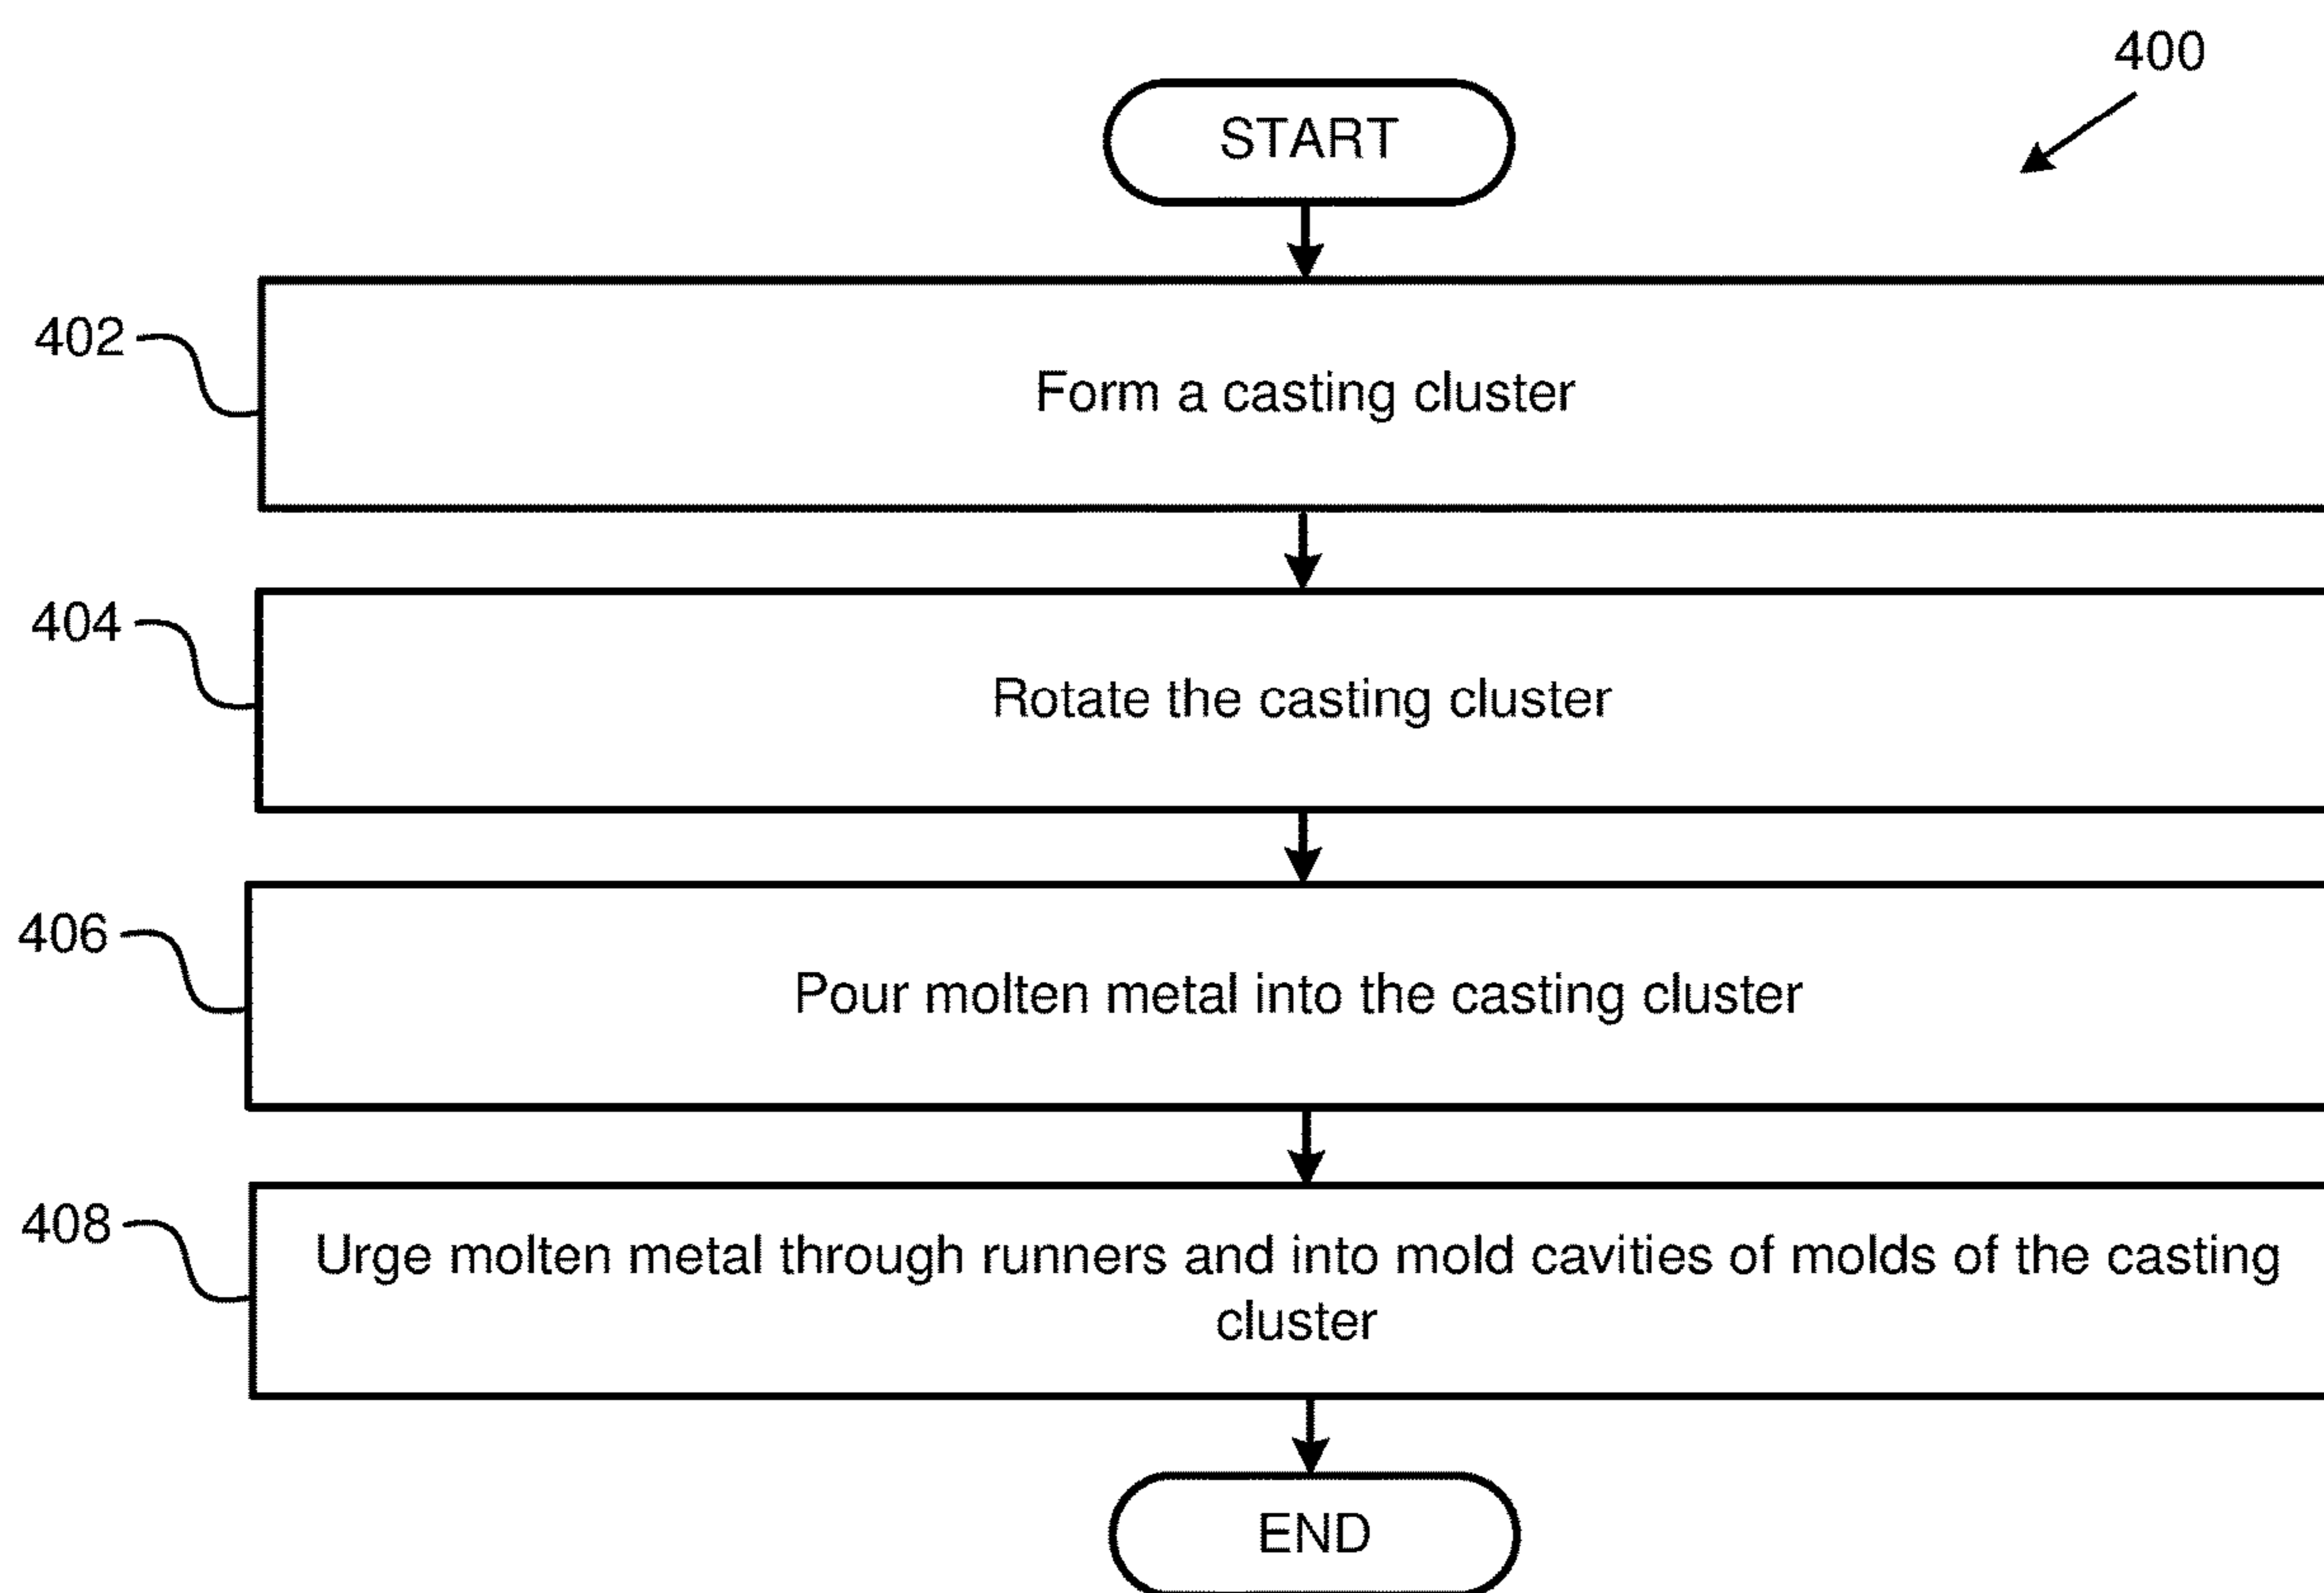 400
START
402
Form a casting cluster
404
Rotate the casting cluster
406
Pour molten metal into the casting cluster
408
Urge molten metal through runners and into mold cavities of molds of the casting
cluster
END